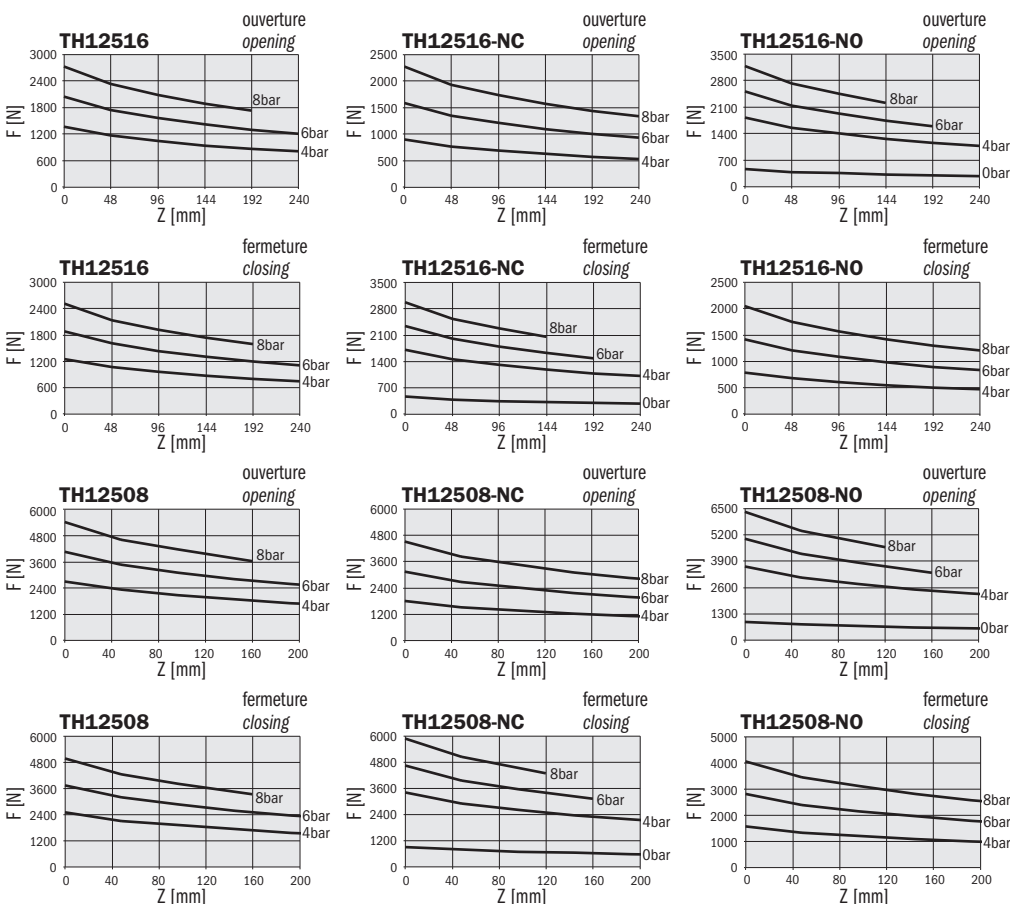 ouverture
TH12516 opening
F [N]
3000
2400
1800
1200
600
0
8bar
6bar
4bar
0 48 96 144 192 240
Z [mm]
ouverture
TH12516-NC opening
F [N]
2500
2000
1500
1000
500
0
8bar
6bar
4bar
0 48 96 144 192 240
Z [mm]
ouverture
TH12516-NO opening
F [N]
3500
2800
2100
1400
700
0
8bar
6bar
4bar
0bar
0 48 96 144 192 240
Z [mm]
fermeture
TH12516 closing
F [N]
3000
2400
1800
1200
600
0
8bar
6bar
4bar
0 48 96 144 192 240
Z [mm]
fermeture
TH12516-NC closing
F [N]
3500
2800
2100
1400
700
0
8bar
6bar
4bar
0bar
0 48 96 144 192 240
Z [mm]
fermeture
TH12516-NO closing
F [N]
2500
2000
1500
1000
500
0
8bar
6bar
4bar
0 48 96 144 192 240
Z [mm]
ouverture
TH12508 opening
F [N]
6000
4800
3600
2400
1200
0
8bar
6bar
4bar
0 40 80 120 160 200
Z [mm]
ouverture
TH12508-NC opening
F [N]
6000
4800
3600
2400
1200
0
8bar
6bar
4bar
0 40 80 120 160 200
Z [mm]
ouverture
TH12508-NO opening
F [N]
6500
5200
3900
2600
1300
0
8bar
6bar
4bar
0bar
0 40 80 120 160 200
Z [mm]
fermeture
TH12508 closing
F [N]
6000
4800
3600
2400
1200
0
8bar
6bar
4bar
0 40 80 120 160 200
Z [mm]
fermeture
TH12508-NC closing
F [N]
6000
4800
3600
2400
1200
0
8bar
6bar
4bar
0bar
0 40 80 120 160 200
Z [mm]
fermeture
TH12508-NO closing
F [N]
5000
4000
3000
2000
1000
0
8bar
6bar
4bar
0 40 80 120 160 200
Z [mm]